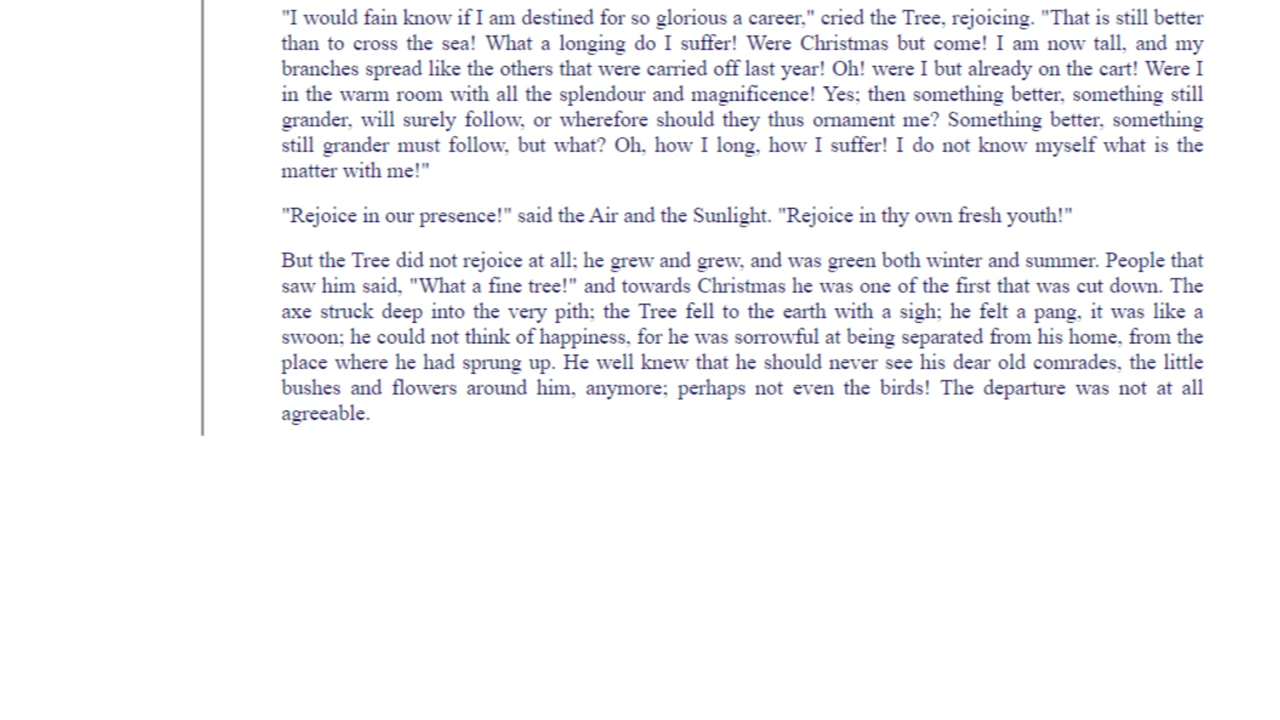 "I would fain know if I am destined for so glorious a career," cried the Tree, rejoicing. "That is still better
than to cross the sea! What a longing do I suffer! Were Christmas but come! I am now tall, and my
branches spread like the others that were carried off last year! Oh! were I but already on the cart! Were I
in the warm room with all the splendour and magnificence! Yes; then something better, something still
grander, will surely follow, or wherefore should they thus ornament me? Something better, something
still grander must follow, but what? Oh, how I long, how I suffer! I do not know myself what is the
matter with me!"
"Rejoice in our presence!" said the Air and the Sunlight. "Rejoice in thy own fresh youth!"
But the Tree did not rejoice at all; he grew and grew, and was green both winter and summer. People that
saw him said, "What a fine tree!" and towards Christmas he was one of the first that was cut down. The
axe struck deep into the very pith; the Tree fell to the earth with a sigh; he felt a pang, it was like a
swoon; he could not think of happiness, for he was sorrowful at being separated from his home, from the
place where he had sprung up. He well knew that he should never see his dear old comrades, the little
bushes and flowers around him, anymore; perhaps not even the birds! The departure was not at all
agreeable.